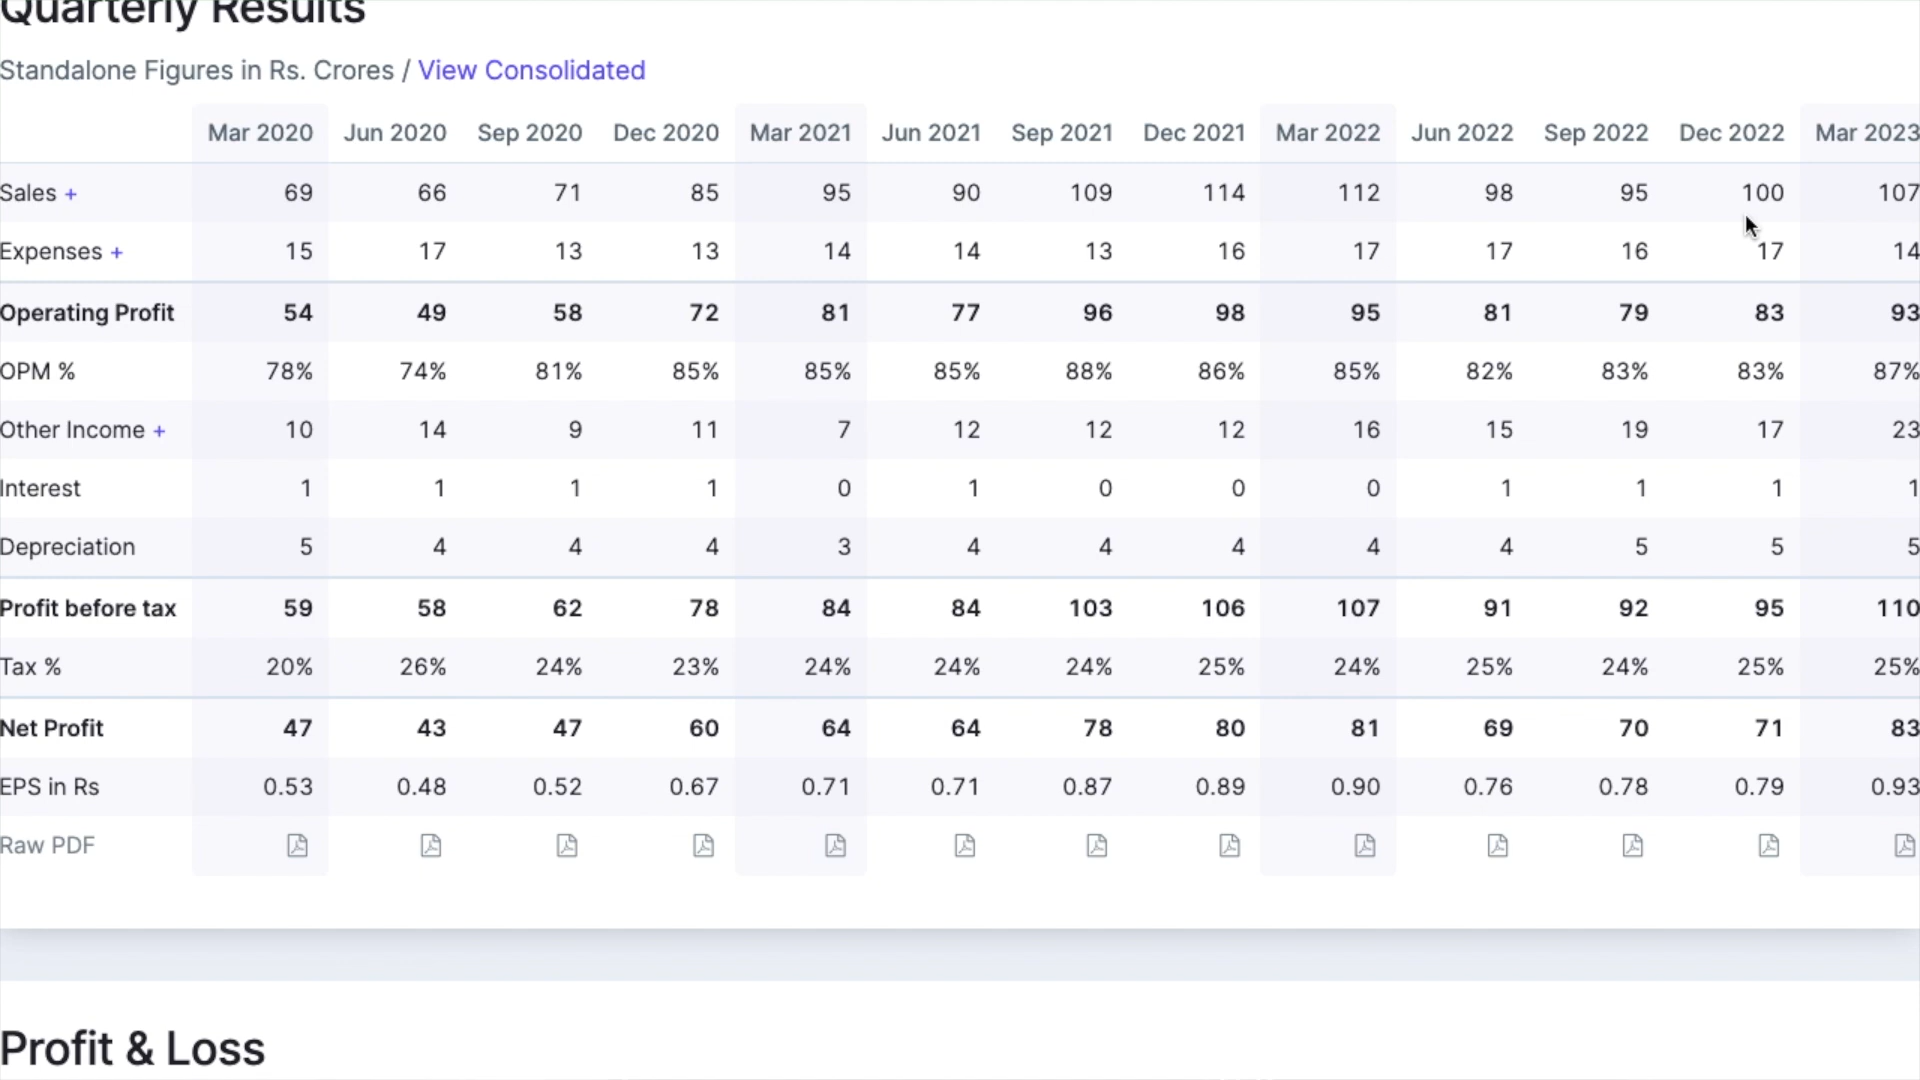 Quarterly Results
Standalone Figures in Rs. Crores / View Consolidated
Mar 2020 Jun 2020 Sep 2020 Dec 2020 Mar 2021 Jun 2021 Sep 2021 Dec 2021 Mar 2022 Jun 2022 Sep 2022 Dec 2022 Mar 2023
Sales + 69 66 71 85 95 90 109 114 112 98 95 100 107
Expenses + 15 17 13 13 14 14 13 16 17 17 16 17 14
Operating Profit 54 49 58 72 81 77 96 98 95 81 79 83 93
OPM % 78% 74% 81% 85% 85% 85% 88% 86% 85% 82% 83% 83% 87%
Other Income + 10 14 9 11 7 12 12 12 16 15 19 17 23
Interest 1 1 1 1 0 1 0 0 0 1 1 1 1
Depreciation 5 4 4 4 3 4 4 4 4 4 5 5 5
Profit before tax 59 58 62 78 84 84 103 106 107 91 92 95 110
Tax % 20% 26% 24% 23% 24% 24% 24% 25% 24% 25% 24% 25% 25%
Net Profit 47 43 47 60 64 64 78 80 81 69 70 71 83
EPS in Rs 0.53 0.48 0.52 0.67 0.71 0.71 0.87 0.89 0.90 0.76 0.78 0.79 0.93
Raw PDF
Profit & Loss